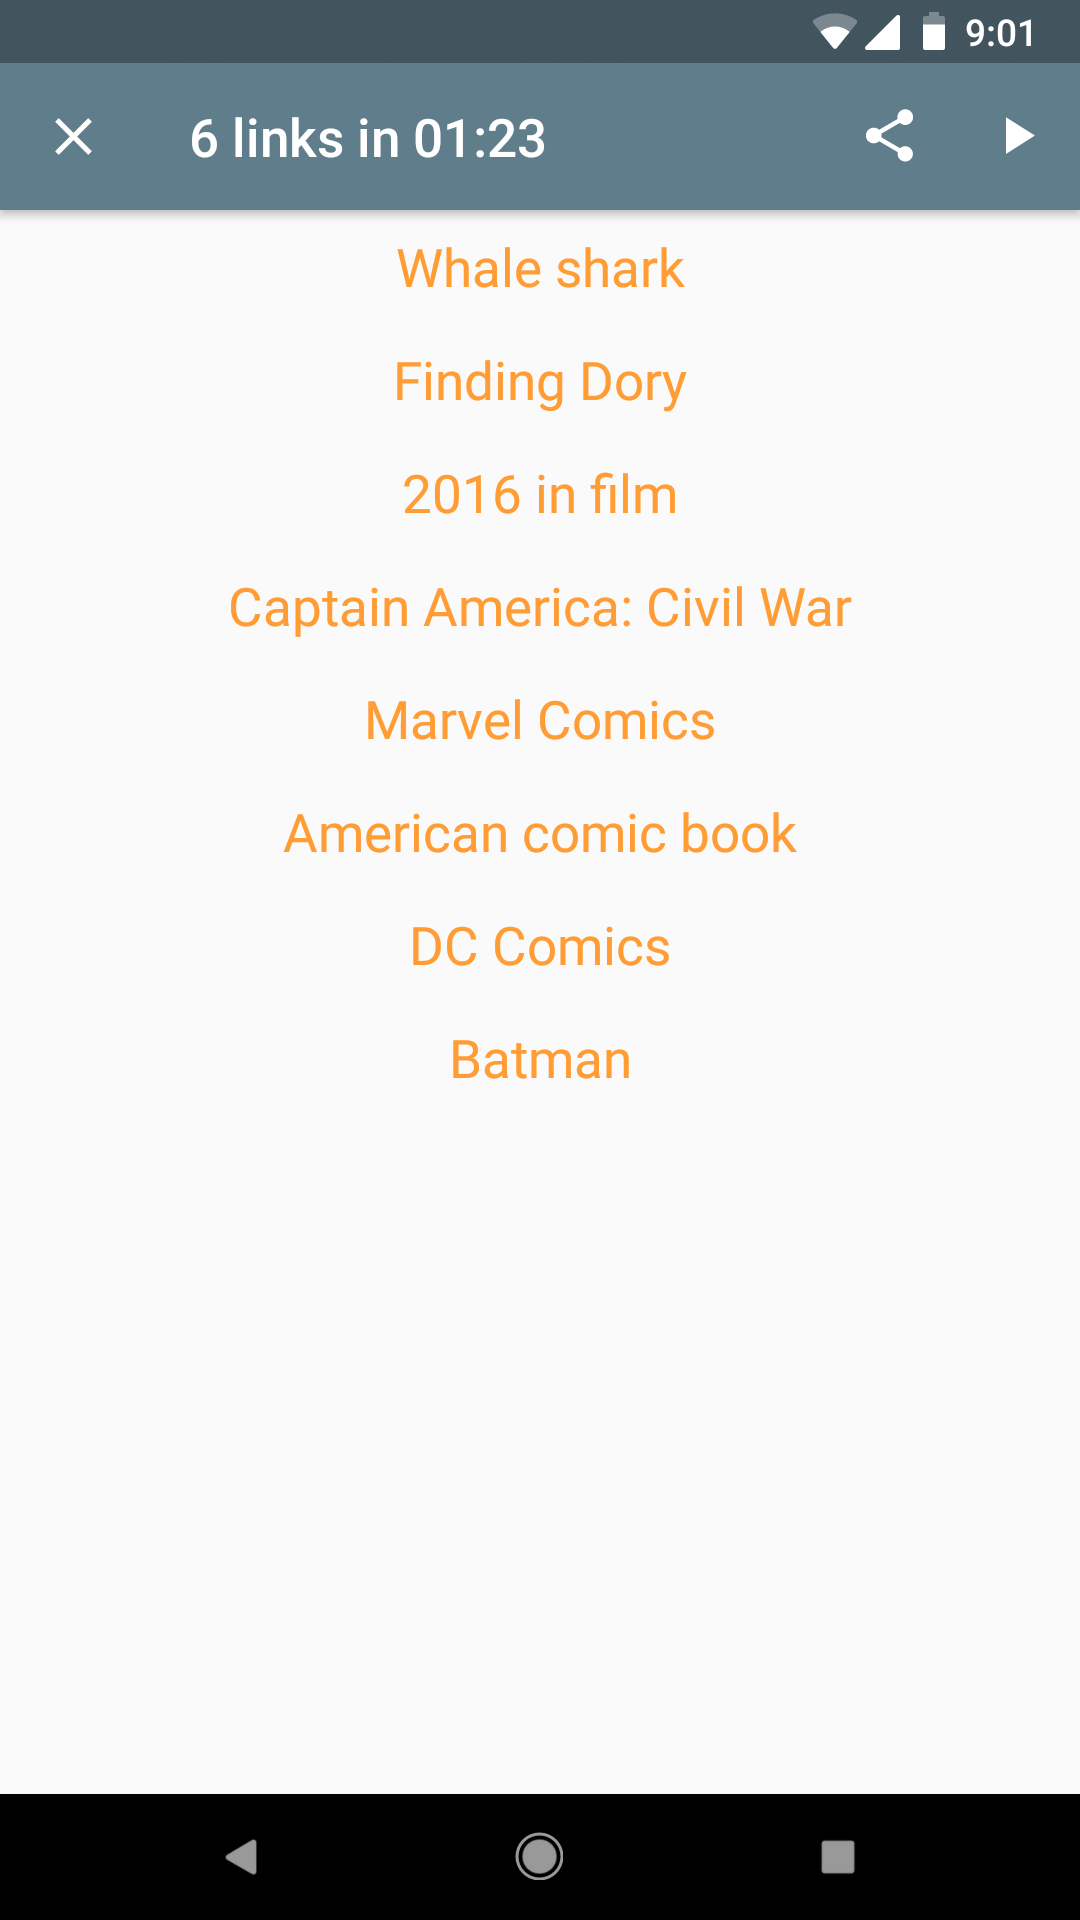 9:01
6 links in 01:23
Whale shark
Finding Dory
2016 in film
Captain America: Civil War
Marvel Comics
American comic book
DC Comics
Batman